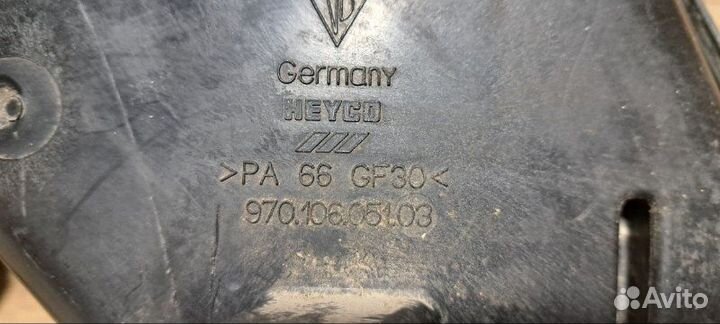 Germany
HEYCO
>PA 66 GF30<
970.106.051.03
Avito